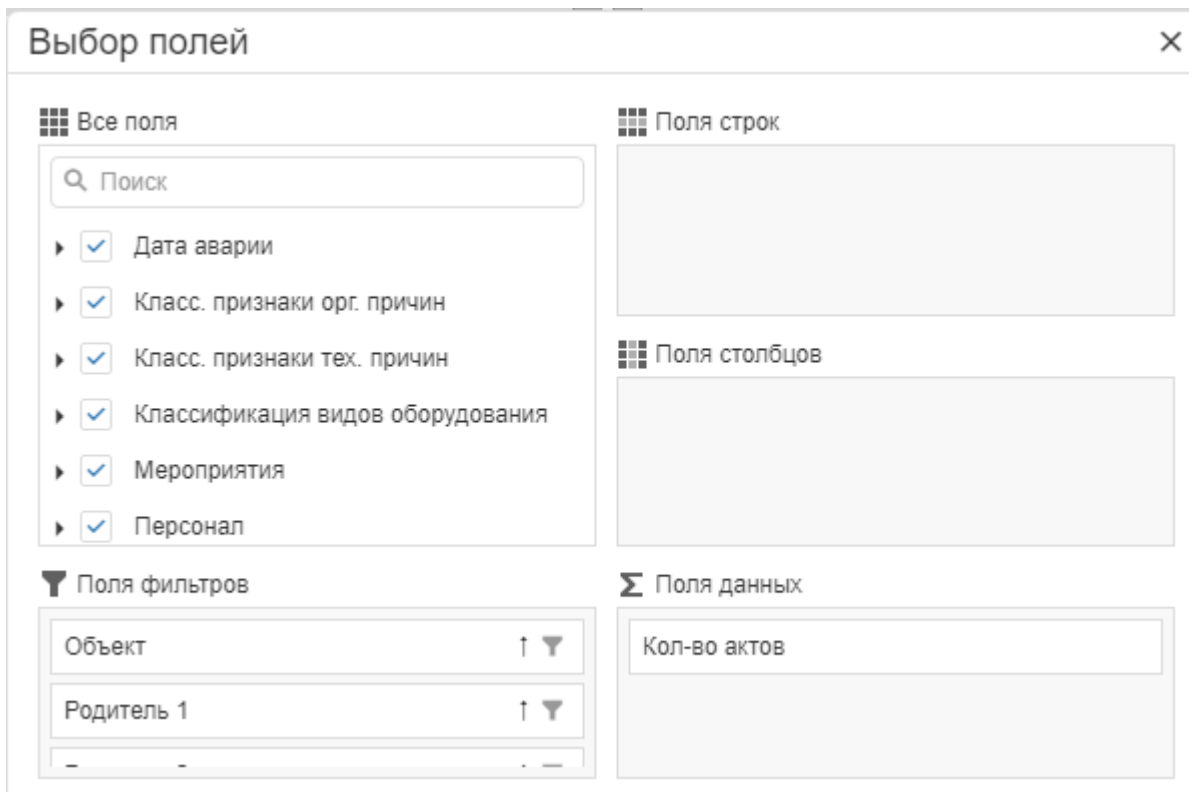 Выбор полей
Все поля
Поиск
Дата аварии
Класс. признаки орг. причин
Класс. признаки тех. причин
Классификация видов оборудования
Мероприятия
Персонал
Поля строк
Поля столбцов
Поля фильтров
Объект
Родитель 1
Поля данных
Кол-во актов